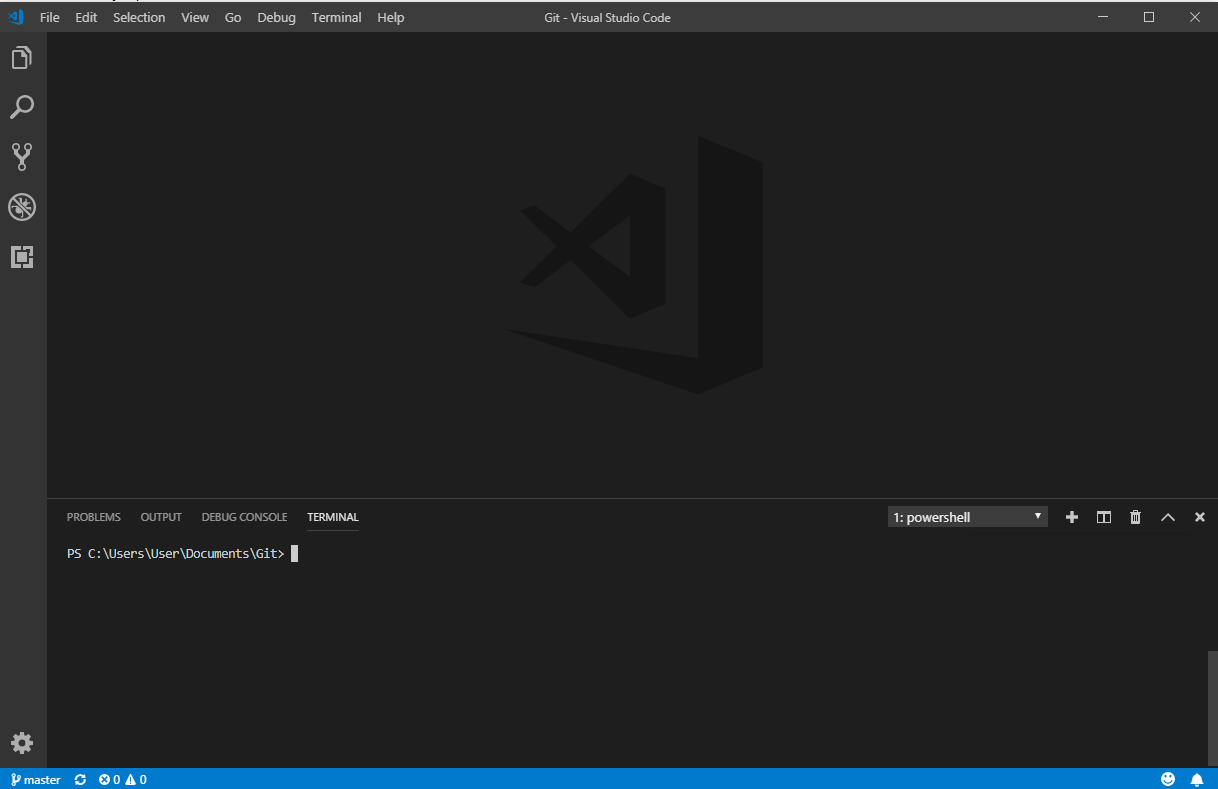 File Edit Selection View Go Debug Terminal Help Git - Visual Studio Code
PROBLEMS OUTPUT DEBUG CONSOLE TERMINAL 1: powershell
PS C:\Users\User\Documents\Git>
master 0 0